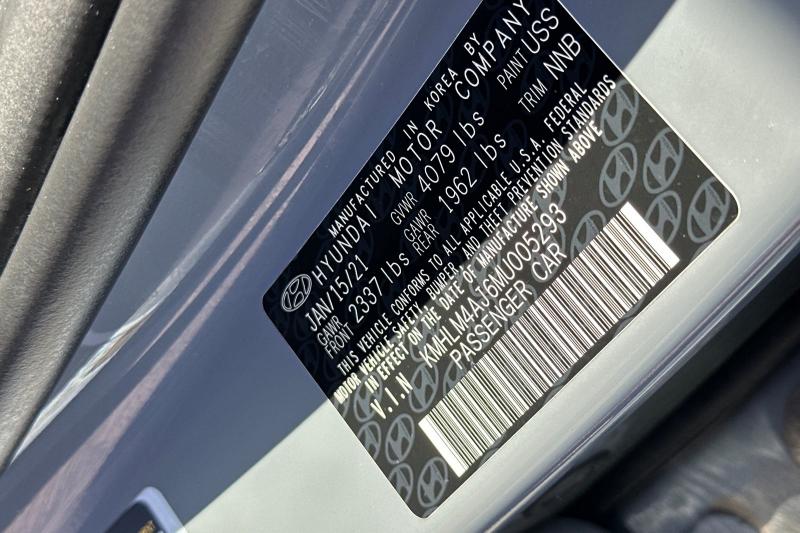 MANUFACTURED IN KOREA BY
HYUNDAI MOTOR COMPANY
JAN/15/21 GVWR 4079 lbs PAINT USS
GAWR FRONT 2337 lbs GAWR REAR 1962 lbs TRIM NNB
THIS VEHICLE CONFORMS TO ALL APPLICABLE U.S.A. FEDERAL
MOTOR VEHICLE SAFETY, BUMPER, AND THEFT PREVENTION STANDARDS
IN EFFECT ON THE DATE OF MANUFACTURE SHOWN ABOVE
V.I.N KMHLM4AJ6MU005293
PASSENGER CAR